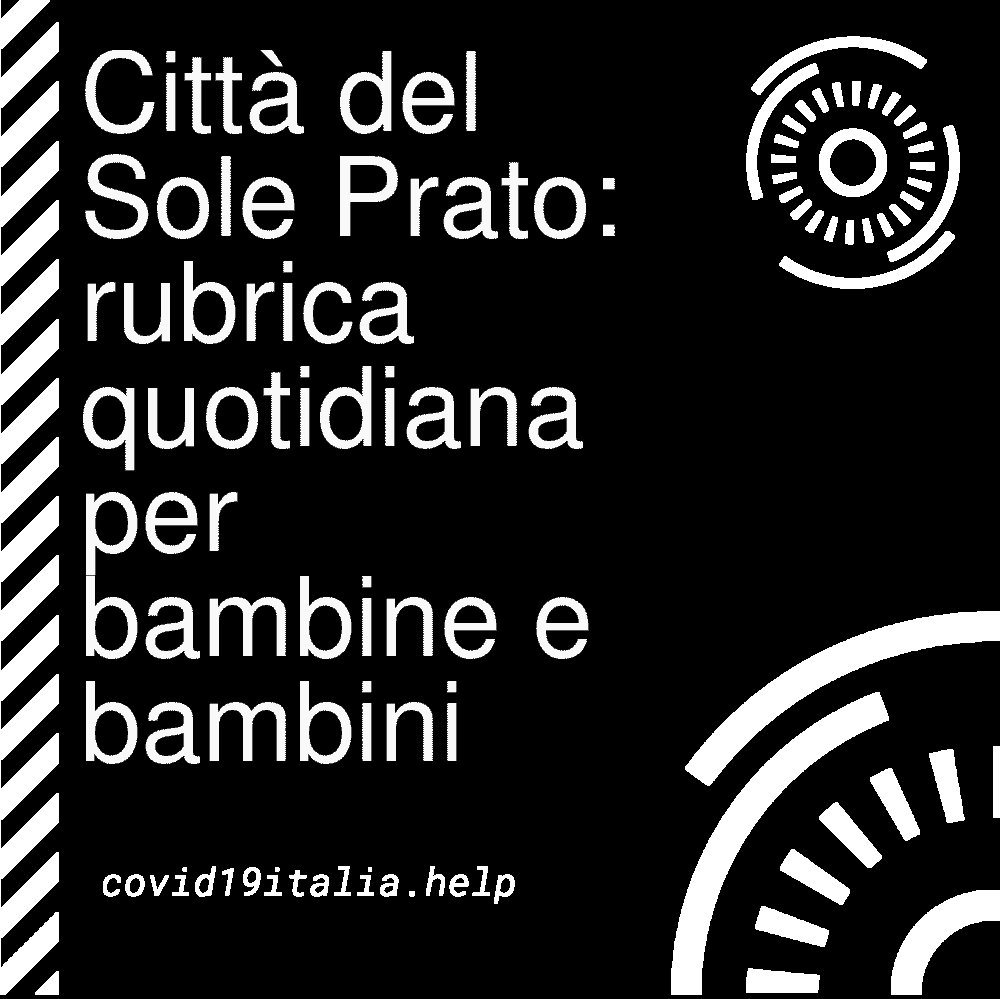 Città del
Sole Prato:
rubrica
quotidiana
per
bambine e
bambini
covid19italia.help